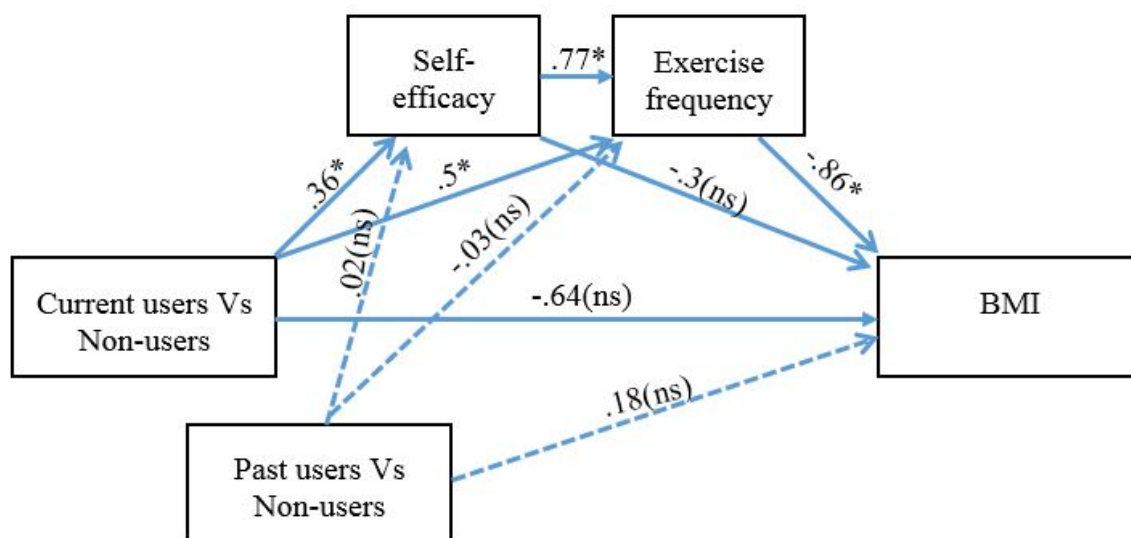 Self-
efficacy
.77*
Exercise
frequency
.36*
.5*
.02(ns)
-.03(ns)
-.3(ns)
-.86*
Current users Vs
Non-users
-.64(ns)
BMI
.18(ns)
Past users Vs
Non-users